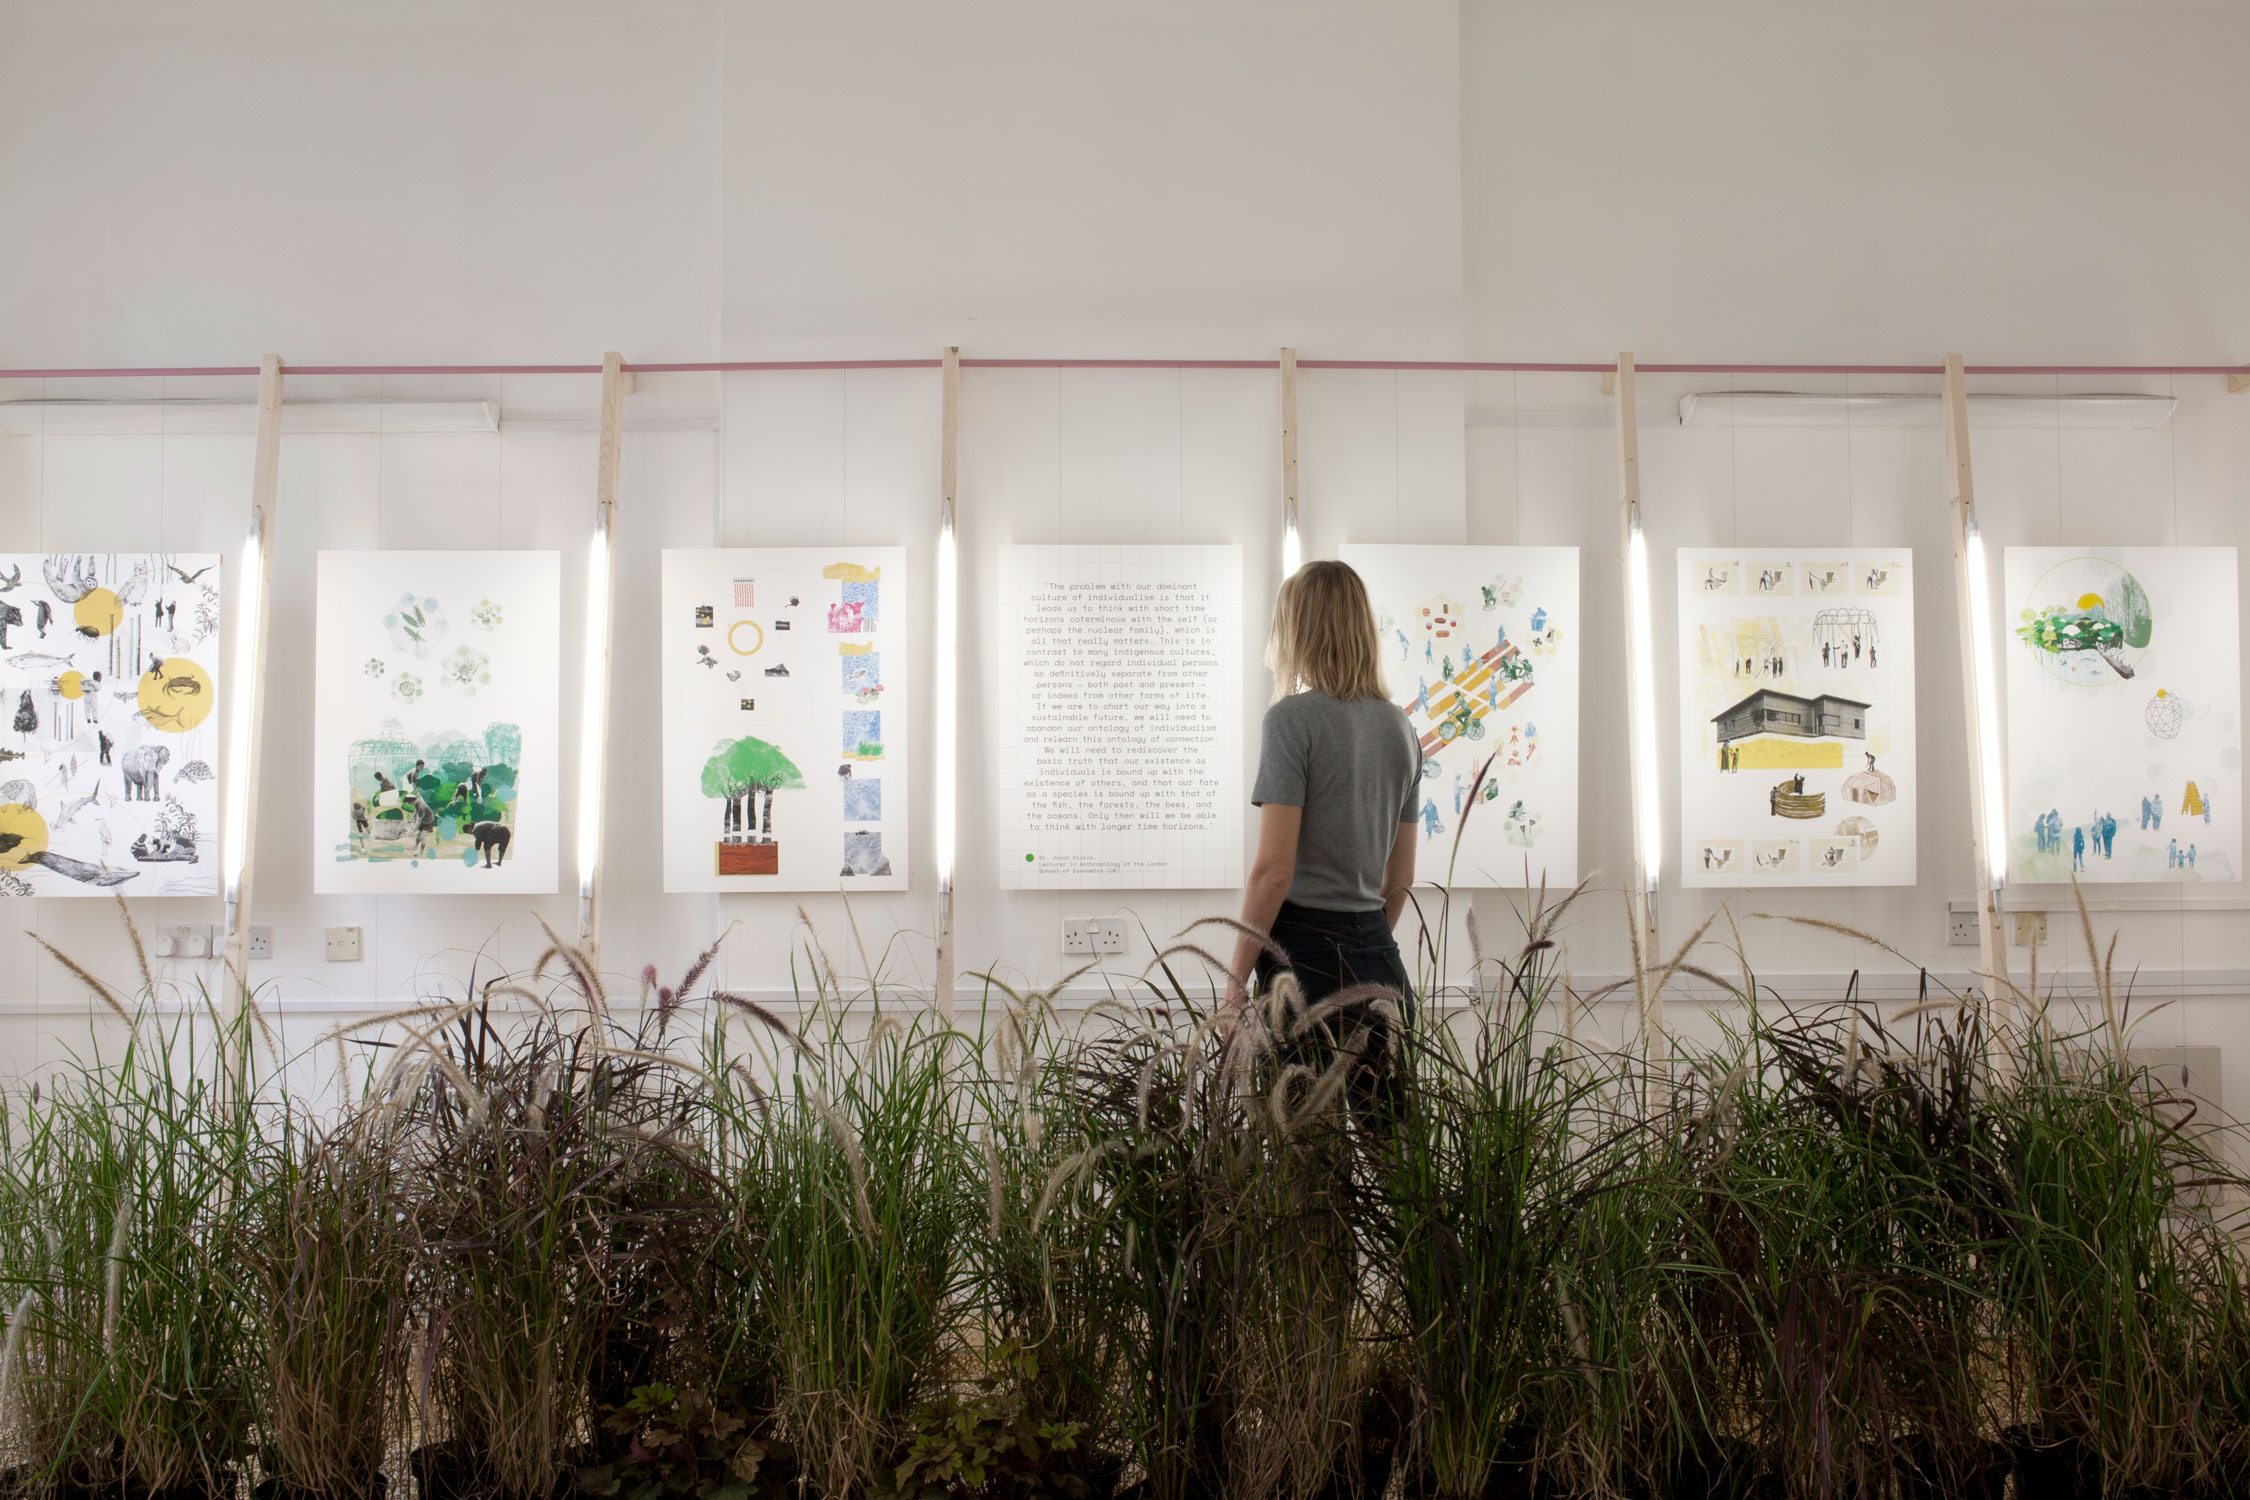 'The problem with our dominant
culture of individualism is that it
leads us to think with short time
horizons coterminous with the self (or
perhaps the nuclear family), which is
all that really matters. This is in
contrast to many indigenous cultures,
which do not regard individual persons
as definitively separate from other
persons – both past and present –
or indeed from other forms of life.
If we are to chart our way into a
sustainable future, we will need to
abandon our ontology of individualism
and relearn this ontology of connection.
We will need to rediscover the
basic truth that our existence as
individuals is bound up with the
existence of others, and that our fate
as a species is bound up with that of
the fish, the forests, the bees, and
the oceans. Only then will we be able
to think with longer time horizons.'
Dr. Jason Hickle,
Lecturer in Anthropology at the London
School of Economics (UK)